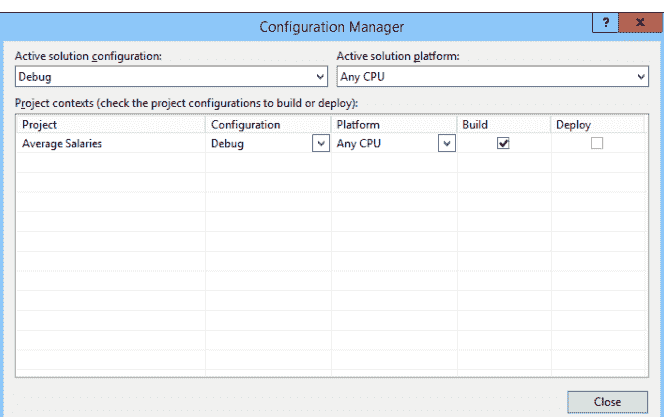 Configuration Manager ? x
Active solution configuration: Active solution platform:
Debug Any CPU
Project contexts (check the project configurations to build or deploy):
Project Configuration Platform Build Deploy
Average Salaries Debug Any CPU
Close